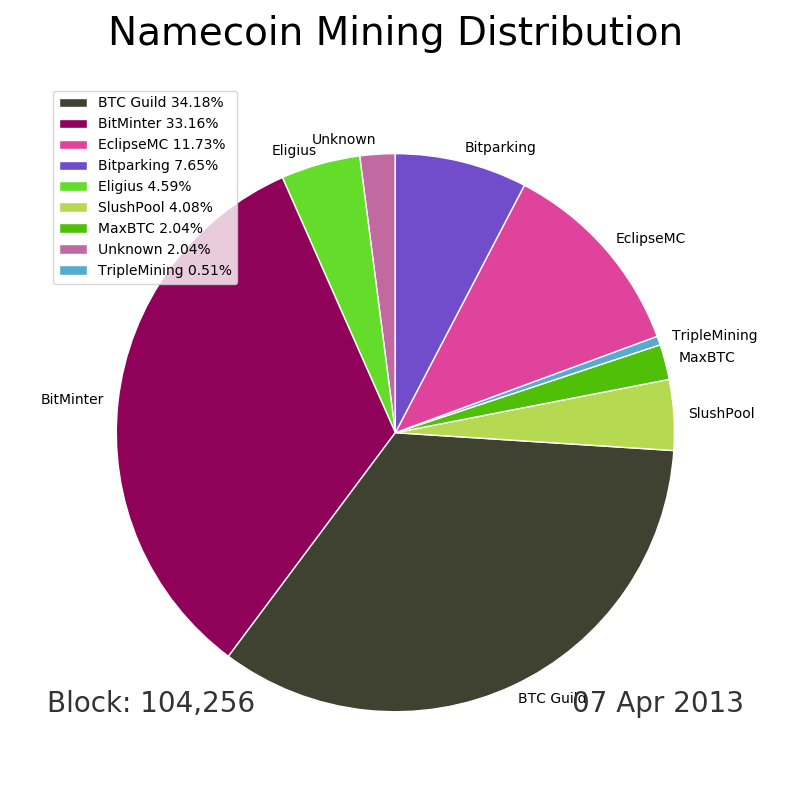 Namecoin Mining Distribution
BTC Guild 34.18%
BitMinter 33.16%
EclipseMC 11.73%
Bitparking 7.65%
Eligius 4.59%
SlushPool 4.08%
MaxBTC 2.04%
Unknown 2.04%
TripleMining 0.51%
Unknown
Eligius
Bitparking
EclipseMC
TripleMining
MaxBTC
BitMinter
SlushPool
BTC Guild
Block: 104,256
07 Apr 2013